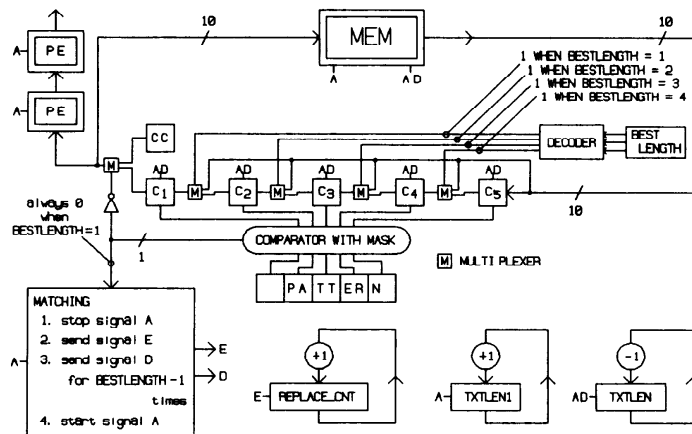 10
MEM
10
A
PE
A
AD
1 WHEN BESTLENGTH = 1
1 WHEN BESTLENGTH = 2
1 WHEN BESTLENGTH = 3
1 WHEN BESTLENGTH = 4
A
PE
CC
DECODER
BEST
LENGTH
M
AD
AD
AD
AD
AD
C1
M
C2
M
C3
M
C4
M
C5
always 0
when
BESTLENGTH=1
10
1
COMPARATOR WITH MASK
M
MULTIPLEXER
PA
T
T
ER
N
MATCHING
1. stop signal A
2. send signal E
3. send signal D
for BESTLENGTH-1
times
4. start signal A
A
E
D
+1
E
REPLACE_CNT
+1
A
TXTLEN1
-1
AD
TXTLEN